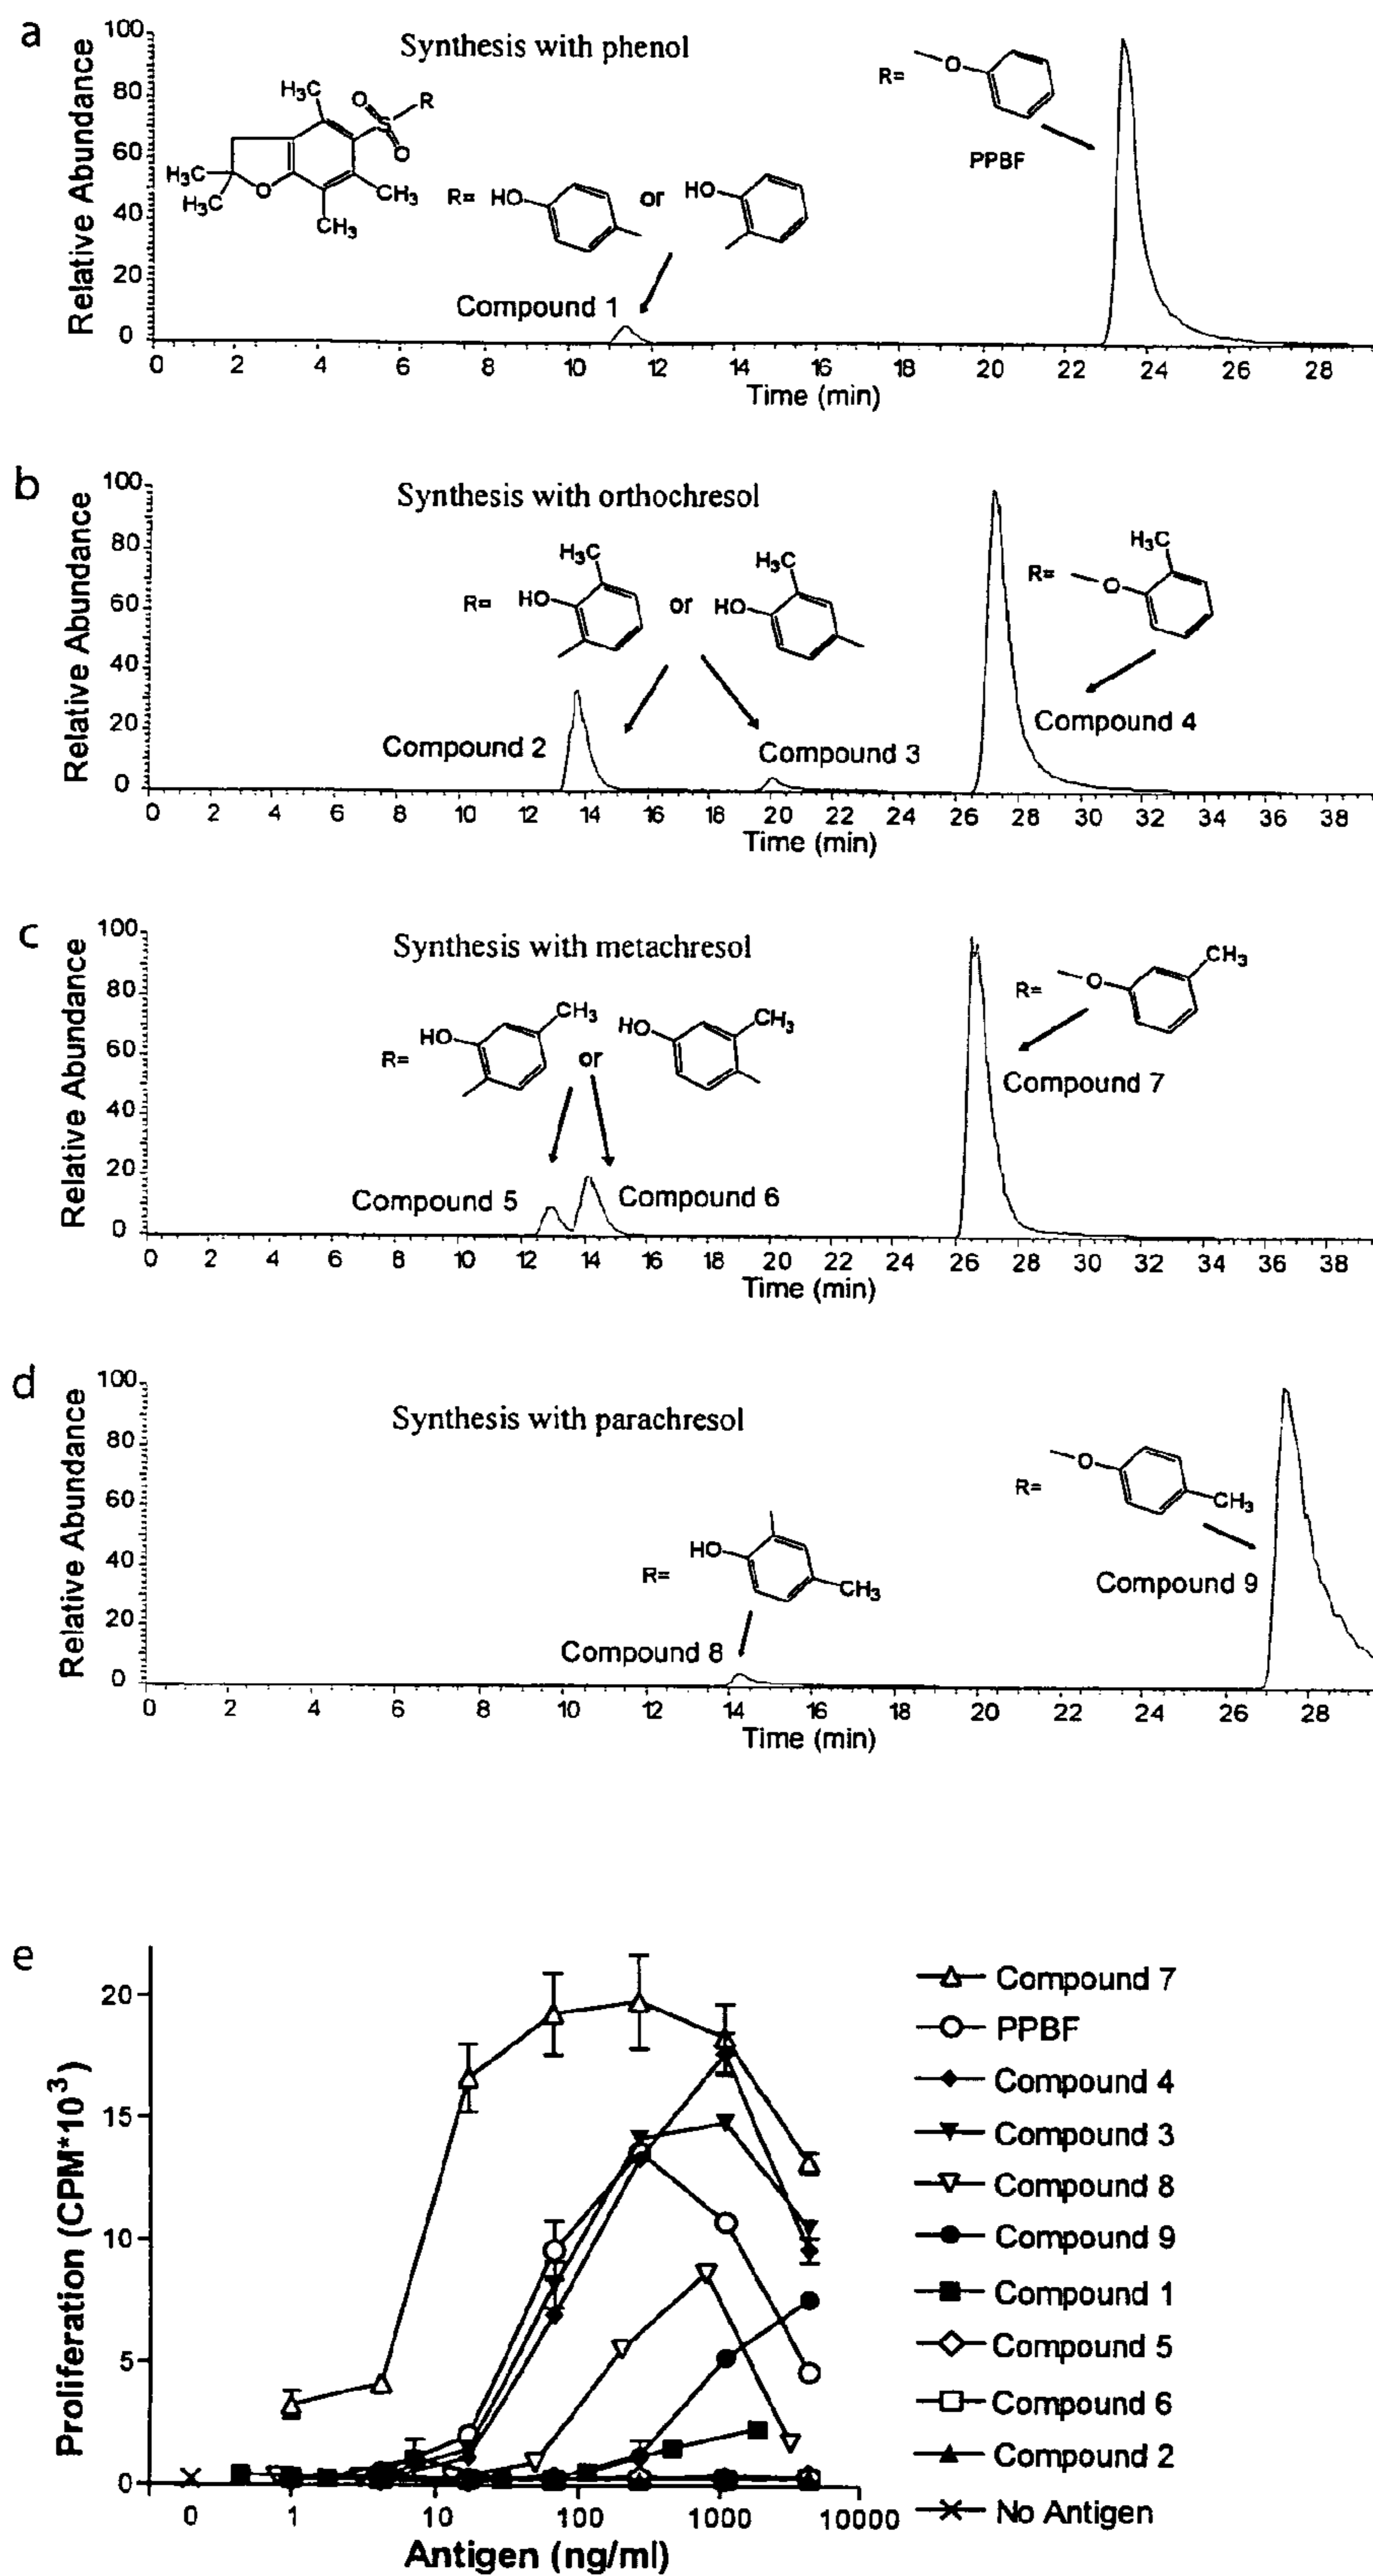 a
Synthesis with phenol
Relative Abundance
100
80
60
40
20
0
H₃C
O
S
R
O
H₃C
H₃C
O
CH₃
CH₃
R= HO
or
HO
Compound 1
R=
O
PPBF
0 2 4 6 8 10 12 14 16 18 20 22 24 26 28
Time (min)
b
Synthesis with orthochresol
Relative Abundance
100
80
60
40
20
0
R=
H₃C
HO
or
H₃C
HO
R=
H₃C
O
Compound 2
Compound 3
Compound 4
0 2 4 6 8 10 12 14 16 18 20 22 24 26 28 30 32 34 36 38
Time (min)
c
Synthesis with metachresol
Relative Abundance
100
80
60
40
20
0
R=
HO
CH₃
or
HO
CH₃
R=
O
CH₃
Compound 5
Compound 6
Compound 7
0 2 4 6 8 10 12 14 16 18 20 22 24 26 28 30 32 34 36 38
Time (min)
d
Synthesis with parachresol
Relative Abundance
100
80
60
40
20
0
R=
HO
CH₃
R=
O
CH₃
Compound 8
Compound 9
0 2 4 6 8 10 12 14 16 18 20 22 24 26 28
Time (min)
e
Proliferation (CPM*10³)
20
15
10
5
0
0 1 10 100 1000 10000
Antigen (ng/ml)
Compound 7
PPBF
Compound 4
Compound 3
Compound 8
Compound 9
Compound 1
Compound 5
Compound 6
Compound 2
No Antigen